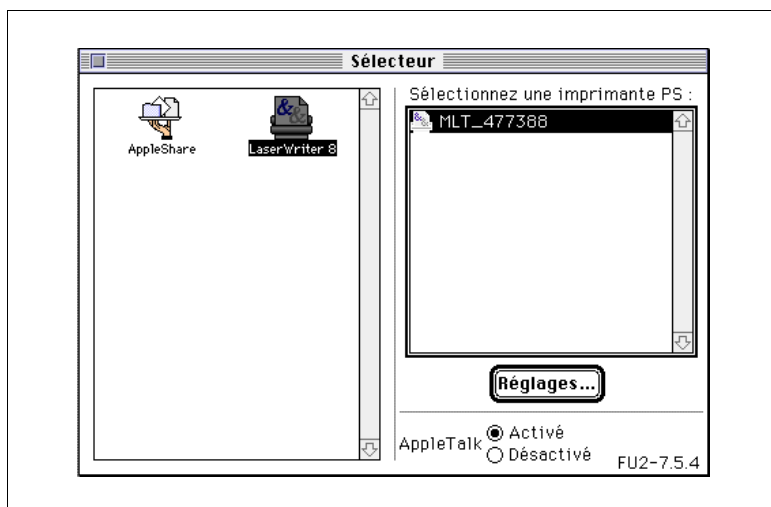 Sélecteur
AppleShare
LaserWriter 8
Sélectionnez une imprimante PS :
MLT_477388
Réglages...
AppleTalk
Activé
Désactivé
FU2-7.5.4